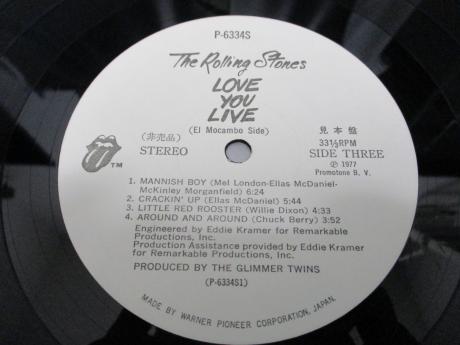 P-6334S
The Rolling Stones
LOVE
YOU
LIVE
(El Mocambo Side)
(非売品)
STEREO
見本盤
33⅓RPM
SIDE THREE
℗ 1977
Promotone B. V.
TM
1. MANNISH BOY (Mel London-Ellas McDaniel-
McKinley Morganfield) 6:24
2. CRACKIN' UP (Ellas McDaniel) 5:44
3. LITTLE RED ROOSTER (Willie Dixon) 4:33
4. AROUND AND AROUND (Chuck Berry) 3:52
Engineered by Eddie Kramer for Remarkable
Productions, Inc.
Production Assistance provided by Eddie Kramer
for Remarkable Productions, Inc.
PRODUCED BY THE GLIMMER TWINS
(P-6334S1)
MADE BY WARNER PIONEER CORPORATION, JAPAN.